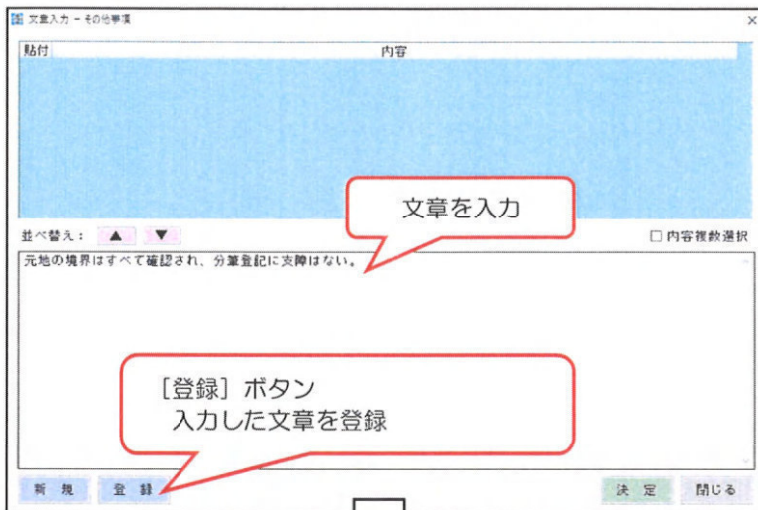 文章入力 - その他事項
貼付 内容
文章を入力
並べ替え： ▲ ▼ □ 内容複数選択
元地の境界はすべて確認され、分筆登記に支障はない。
［登録］ボタン
入力した文章を登録
新 規 登 録 決 定 閉じる